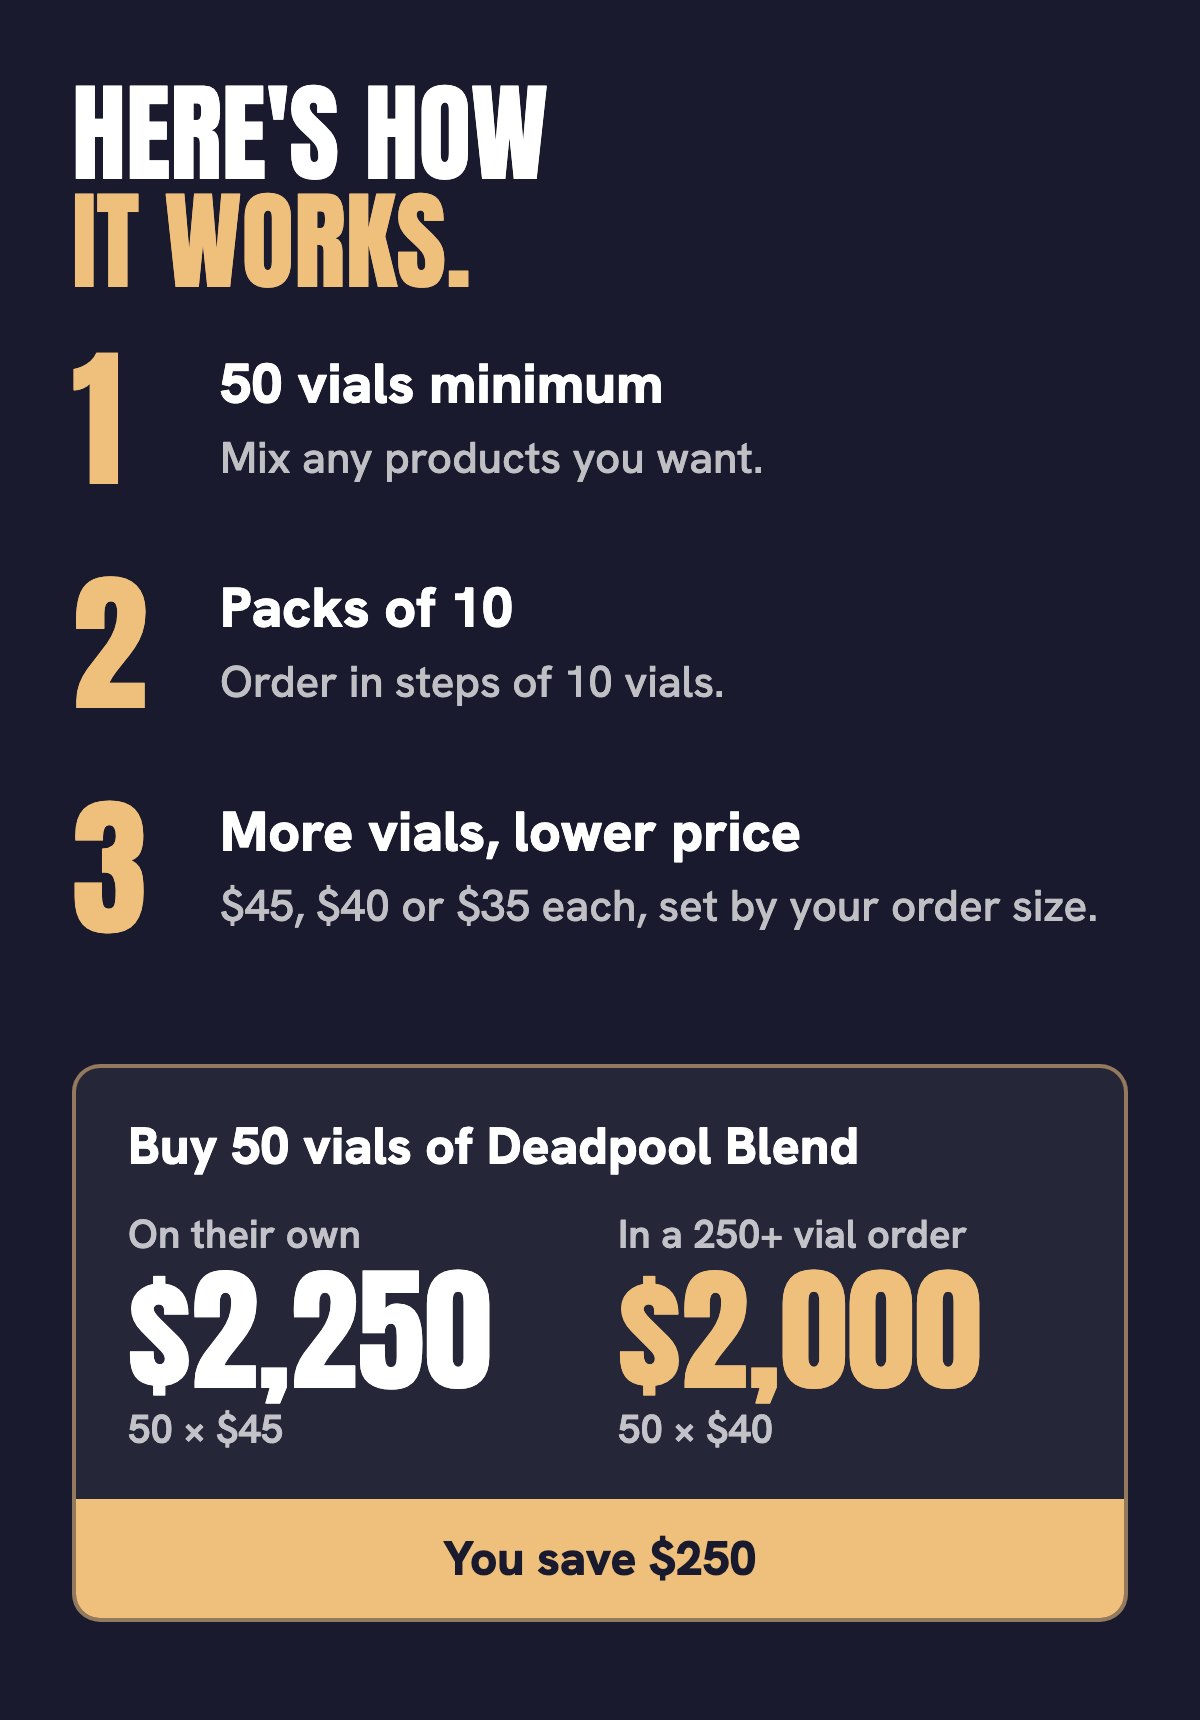 HERE'S HOW
IT WORKS.
1
50 vials minimum
Mix any products you want.
2
Packs of 10
Order in steps of 10 vials.
3
More vials, lower price
$45, $40 or $35 each, set by your order size.
Buy 50 vials of Deadpool Blend
On their own
$2,250
50 × $45
In a 250+ vial order
$2,000
50 × $40
You save $250